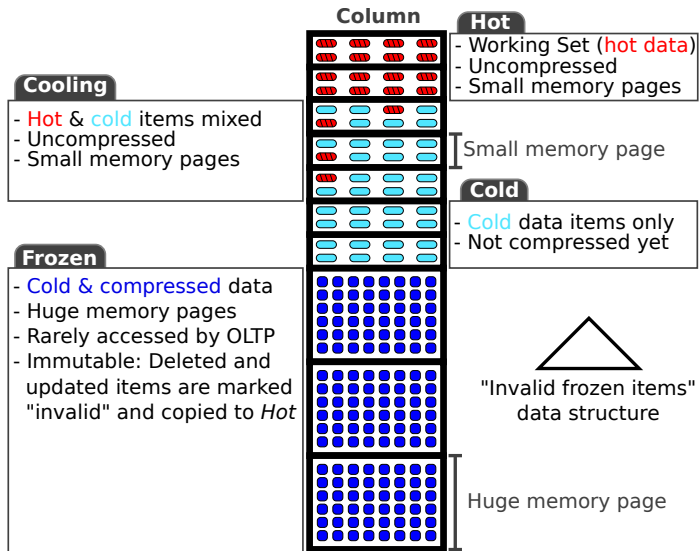 Column
Hot
- Working Set (hot data)
- Uncompressed
- Small memory pages
Cooling
- Hot & cold items mixed
- Uncompressed
- Small memory pages
Small memory page
Cold
- Cold data items only
- Not compressed yet
Frozen
- Cold & compressed data
- Huge memory pages
- Rarely accessed by OLTP
- Immutable: Deleted and
updated items are marked
"invalid" and copied to Hot
"Invalid frozen items"
data structure
Huge memory page